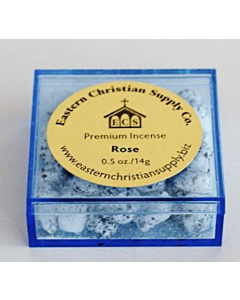 Eastern Christian Supply Co.
ECS
Premium Incense
Rose
0.5 oz./14g
www.easternchristiansupply.biz